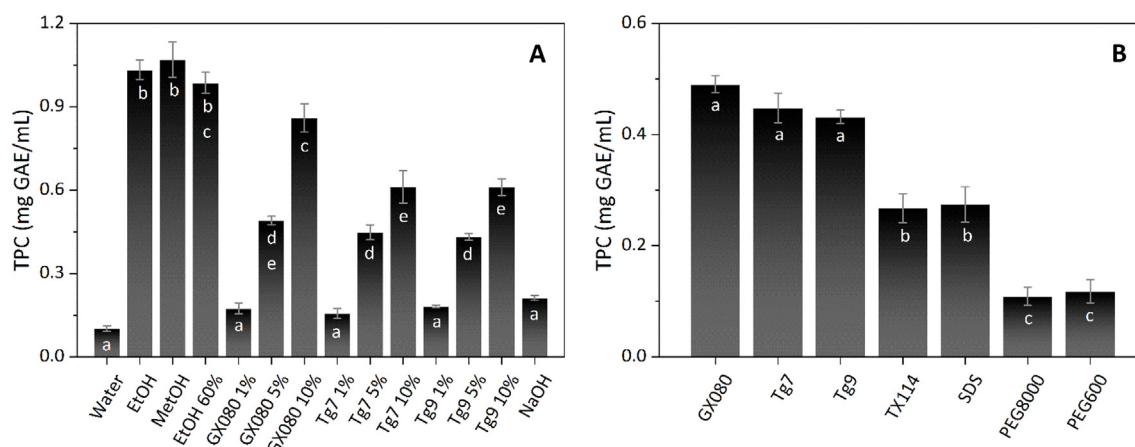 A
TPC (mg GAE/mL)
1.2
0.9
0.6
0.3
0.0
a
b
b
b
c
a
d
e
c
a
d
e
a
d
e
a
Water
EtOH
MetOH
EtOH 60%
GX080 1%
GX080 5%
GX080 10%
Tg7 1%
Tg7 5%
Tg7 10%
Tg9 1%
Tg9 5%
Tg9 10%
NaOH
B
TPC (mg GAE/mL)
0.6
0.4
0.2
0.0
a
a
a
b
b
c
c
GX080
Tg7
Tg9
TX114
SDS
PEG8000
PEG600